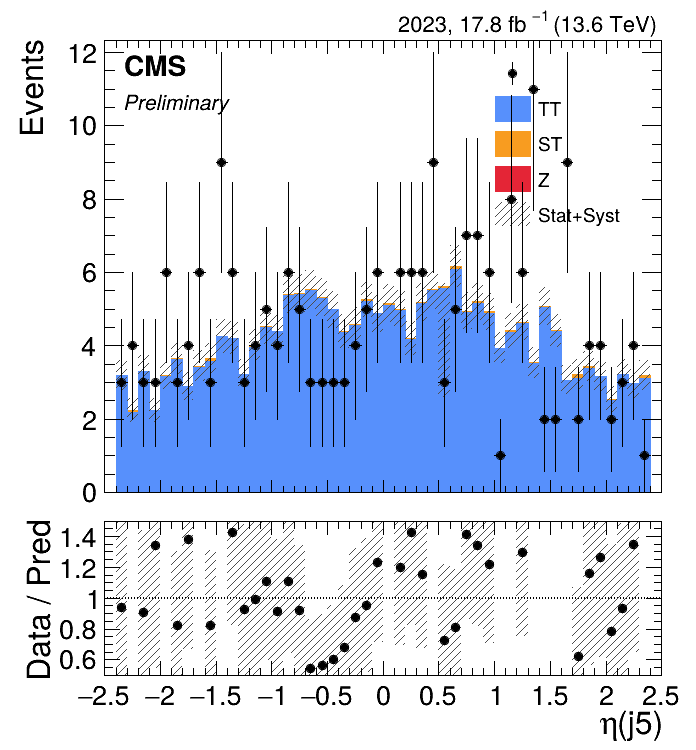 2023, 17.8 fb⁻¹ (13.6 TeV)
CMS
Preliminary
Events
12
10
8
6
4
2
0
TT
ST
Z
Stat+Syst
Data / Pred
1.4
1.2
1
0.8
0.6
−2.5 −2 −1.5 −1 −0.5 0 0.5 1 1.5 2 2.5
η(j5)